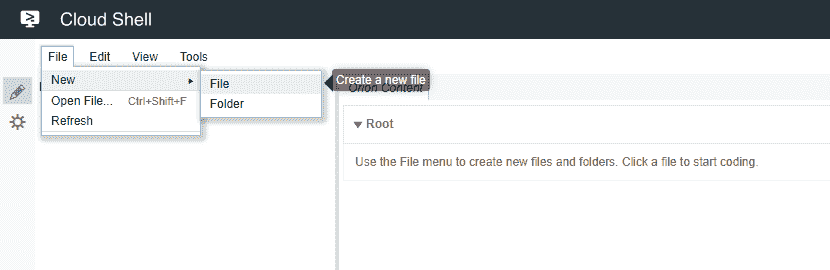 Cloud Shell
File Edit View Tools
New
File
Create a new file
Open File... Ctrl+Shift+F
Folder
Refresh
Orion Content
Root
Use the File menu to create new files and folders. Click a file to start coding.